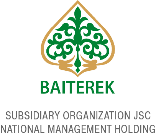 BAITEREK
SUBSIDIARY ORGANIZATION JSC
NATIONAL MANAGEMENT HOLDING